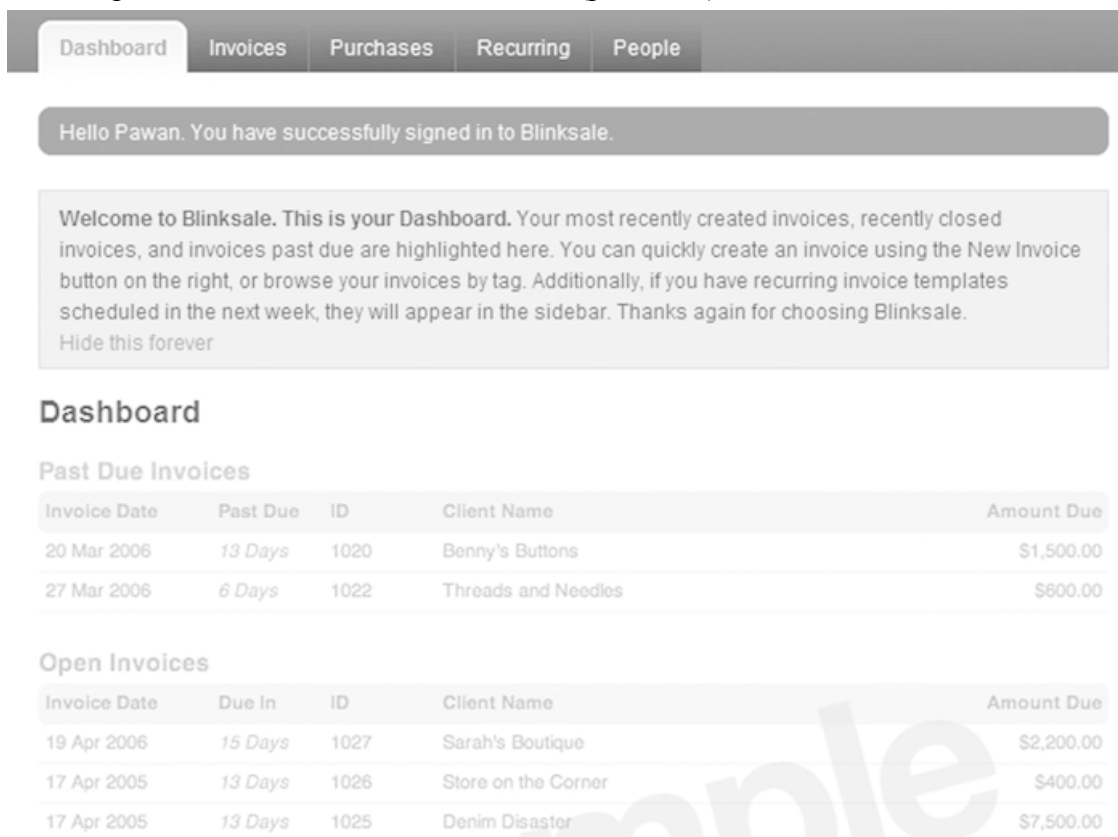 Dashboard Invoices Purchases Recurring People
Hello Pawan. You have successfully signed in to Blinksale.
Welcome to Blinksale. This is your Dashboard. Your most recently created invoices, recently closed
invoices, and invoices past due are highlighted here. You can quickly create an invoice using the New Invoice
button on the right, or browse your invoices by tag. Additionally, if you have recurring invoice templates
scheduled in the next week, they will appear in the sidebar. Thanks again for choosing Blinksale.
Hide this forever
Dashboard
Past Due Invoices
Invoice Date Past Due ID Client Name Amount Due
20 Mar 2006 13 Days 1020 Benny's Buttons $1,500.00
27 Mar 2006 6 Days 1022 Threads and Needles $600.00
Open Invoices
Invoice Date Due In ID Client Name Amount Due
19 Apr 2006 15 Days 1027 Sarah's Boutique $2,200.00
17 Apr 2005 13 Days 1026 Store on the Corner $400.00
17 Apr 2005 13 Days 1025 Denim Disaster $7,500.00